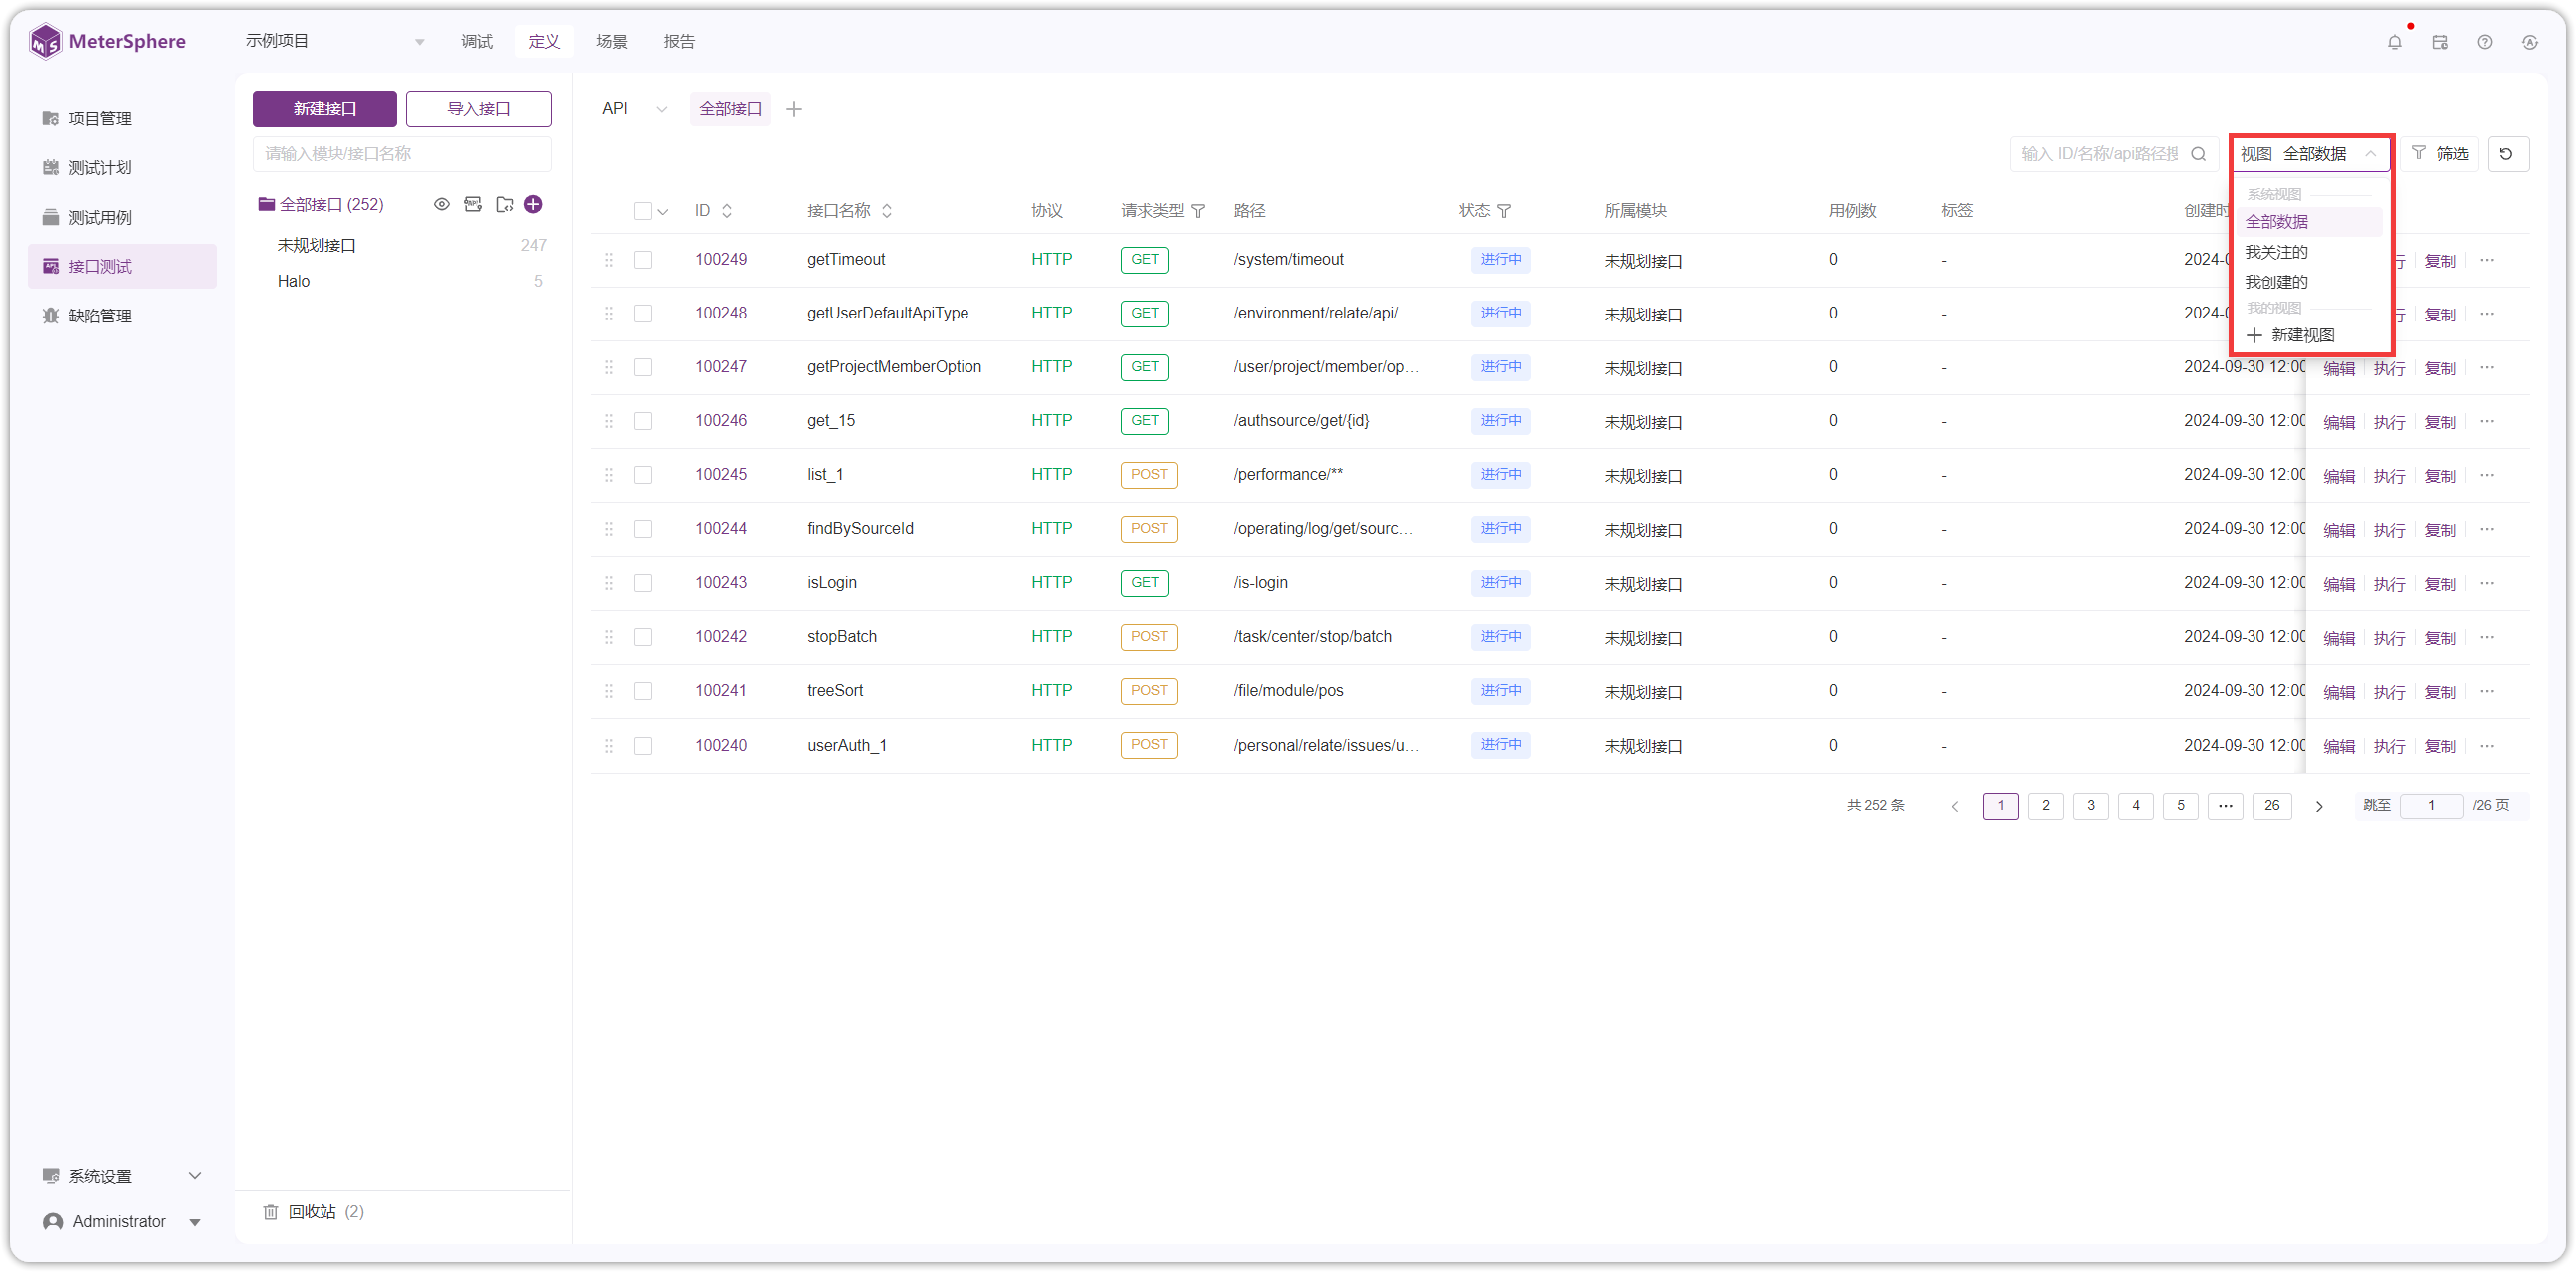 MeterSphere
示例项目
调试 定义 场景 报告
项目管理
测试计划
测试用例
接口测试
缺陷管理
系统设置
Administrator
新建接口 导入接口
请输入模块/接口名称
全部接口 (252)
未规划接口 247
Halo 5
回收站 (2)
API 全部接口
输入 ID/名称/api路径搜 视图 全部数据 筛选
系统视图
全部数据
我关注的
我创建的
我的视图
新建视图
ID 接口名称 协议 请求类型 路径 状态 所属模块 用例数 标签 创建时
100249 getTimeout HTTP GET /system/timeout 进行中 未规划接口 0 - 2024-0 行 复制 ...
100248 getUserDefaultApiType HTTP GET /environment/relate/api/... 进行中 未规划接口 0 - 2024-0 行 复制 ...
100247 getProjectMemberOption HTTP GET /user/project/member/op... 进行中 未规划接口 0 - 2024-09-30 12:00 编辑 执行 复制 ...
100246 get_15 HTTP GET /authsource/get/{id} 进行中 未规划接口 0 - 2024-09-30 12:00 编辑 执行 复制 ...
100245 list_1 HTTP POST /performance/** 进行中 未规划接口 0 - 2024-09-30 12:00 编辑 执行 复制 ...
100244 findBySourceId HTTP POST /operating/log/get/sourc... 进行中 未规划接口 0 - 2024-09-30 12:00 编辑 执行 复制 ...
100243 isLogin HTTP GET /is-login 进行中 未规划接口 0 - 2024-09-30 12:00 编辑 执行 复制 ...
100242 stopBatch HTTP POST /task/center/stop/batch 进行中 未规划接口 0 - 2024-09-30 12:00 编辑 执行 复制 ...
100241 treeSort HTTP POST /file/module/pos 进行中 未规划接口 0 - 2024-09-30 12:00 编辑 执行 复制 ...
100240 userAuth_1 HTTP POST /personal/relate/issues/u... 进行中 未规划接口 0 - 2024-09-30 12:00 编辑 执行 复制 ...
共 252 条 1 2 3 4 5 ... 26 跳至 1 /26 页